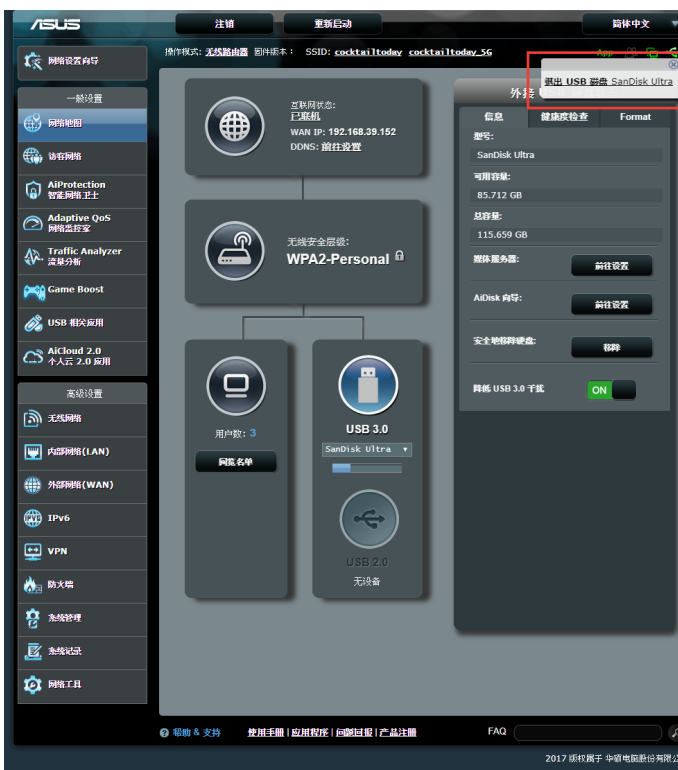 ASUS
注销
重新启动
简体中文
操作模式: 无线路由器 固件版本: SSID: cocktailtoday cocktailtoday_5G
App
退出 USB 磁盘 SanDisk Ultra
网络设置向导
一般设置
网络地图
访客网络
AiProtection
智能网络卫士
Adaptive QoS
网络监控家
Traffic Analyzer
流量分析
Game Boost
USB 相关应用
AiCloud 2.0
个人云 2.0 应用
高级设置
无线网络
内部网络(LAN)
外部网络(WAN)
IPv6
VPN
防火墙
系统管理
系统记录
网络工具
互联网状态:
已联机
WAN IP: 192.168.39.152
DDNS: 前往设置
无线安全层级:
WPA2-Personal
用户数: 3
阅览名单
USB 3.0
SanDisk Ultra
USB 2.0
无设备
外接 U
信息
健康度检查
Format
型号:
SanDisk Ultra
可用容量:
85.712 GB
总容量:
115.659 GB
媒体服务器:
前往设置
AiDisk 向导:
前往设置
安全地移除硬盘:
移除
降低 USB 3.0 干扰
ON
帮助 & 支持
使用手册 | 应用程序 | 问题回报 | 产品注册
FAQ
2017 版权属于 华硕电脑股份有限